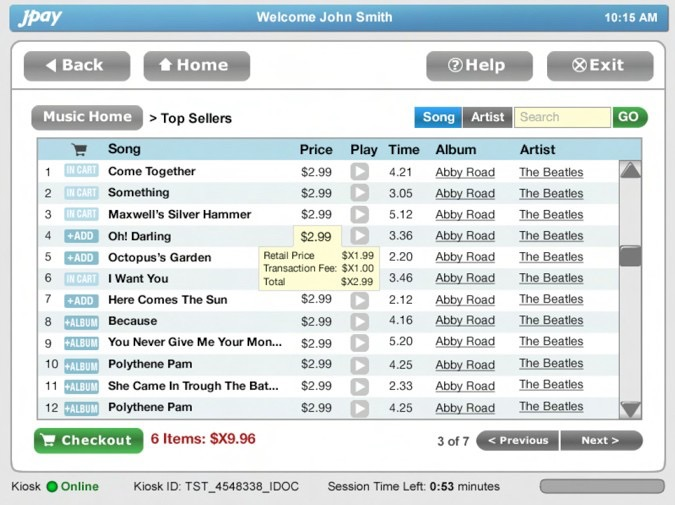 jpay Welcome John Smith 10:15 AM
Back Home Help Exit
Music Home > Top Sellers Song Artist Search GO
Song Price Play Time Album Artist
1 IN CART Come Together $2.99 4.21 Abby Road The Beatles
2 IN CART Something $2.99 3.05 Abby Road The Beatles
3 IN CART Maxwell's Silver Hammer $2.99 5.12 Abby Road The Beatles
4 +ADD Oh! Darling $2.99 3.36 Abby Road The Beatles
5 +ADD Octopus's Garden 2.20 Abby Road The Beatles
6 IN CART I Want You 3.46 Abby Road The Beatles
Retail Price $X1.99
Transaction Fee: $X1.00
Total $X2.99
7 +ADD Here Comes The Sun $2.99 2.12 Abby Road The Beatles
8 +ALBUM Because $2.99 4.16 Abby Road The Beatles
9 +ALBUM You Never Give Me Your Mon... $2.99 5.20 Abby Road The Beatles
10 +ALBUM Polythene Pam $2.99 4.25 Abby Road The Beatles
11 +ALBUM She Came In Trough The Bat... $2.99 2.33 Abby Road The Beatles
12 +ALBUM Polythene Pam $2.99 4.25 Abby Road The Beatles
Checkout 6 Items: $X9.96 3 of 7 < Previous Next >
Kiosk Online Kiosk ID: TST_4548338_IDOC Session Time Left: 0:53 minutes